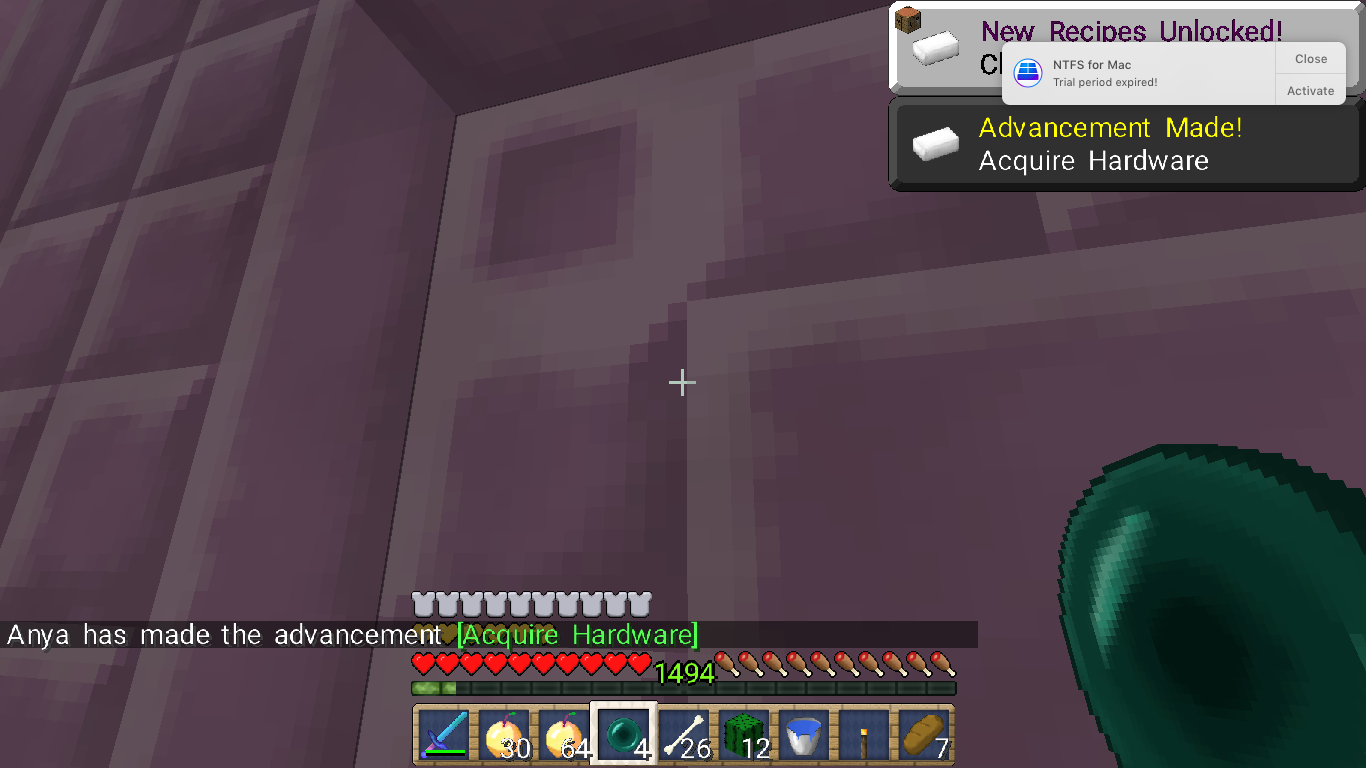 New Recipes Unlocked!
NTFS for Mac
Trial period expired!
Close
Activate
Advancement Made!
Acquire Hardware
Anya has made the advancement [Acquire Hardware]
1494
30
64
4
26
12
7